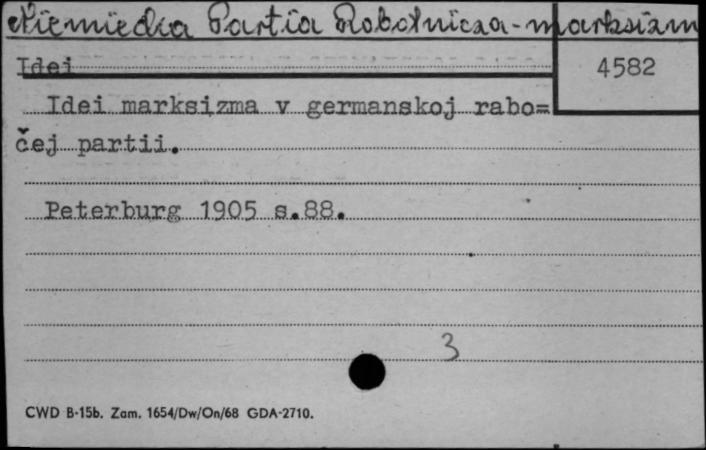 Niemiecka Partia Robotnicza - marksizm
Idei
4582
Idei marksizma v germanskoj rabo=
čej partii.
Peterburg 1905 s.88.
3
CWD B-15b. Zam. 1654/Dw/On/68 GDA-2710.